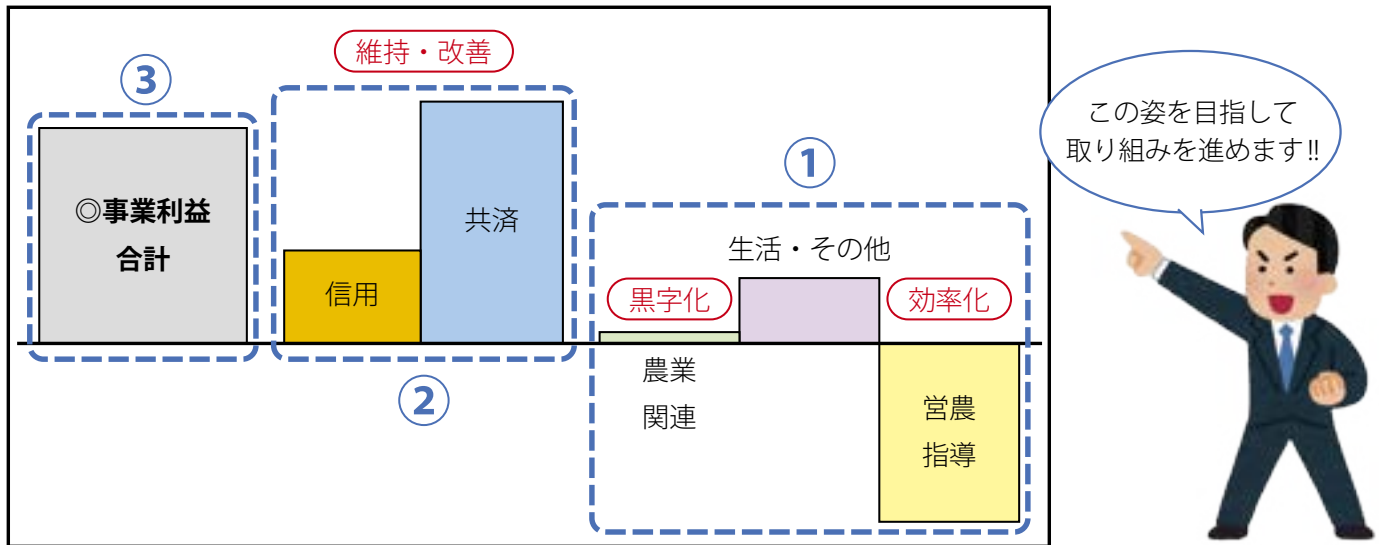 ③
◎事業利益
合計
維持・改善
信用
共済
②
①
生活・その他
黒字化
効率化
農業
関連
営農
指導
この姿を目指して
取り組みを進めます!!